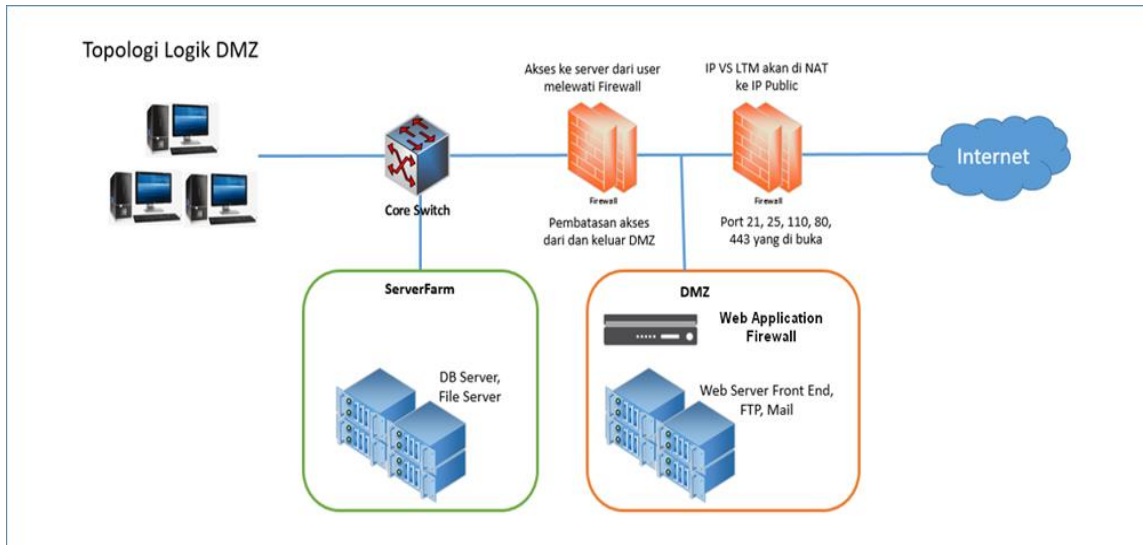 Topologi Logik DMZ
Akses ke server dari user
melewati Firewall
IP VS LTM akan di NAT
ke IP Public
Internet
Core Switch
Firewall
Firewall
Pembatasan akses
dari dan keluar DMZ
Port 21, 25, 110, 80,
443 yang di buka
ServerFarm
DB Server,
File Server
DMZ
Web Application
Firewall
Web Server Front End,
FTP, Mail